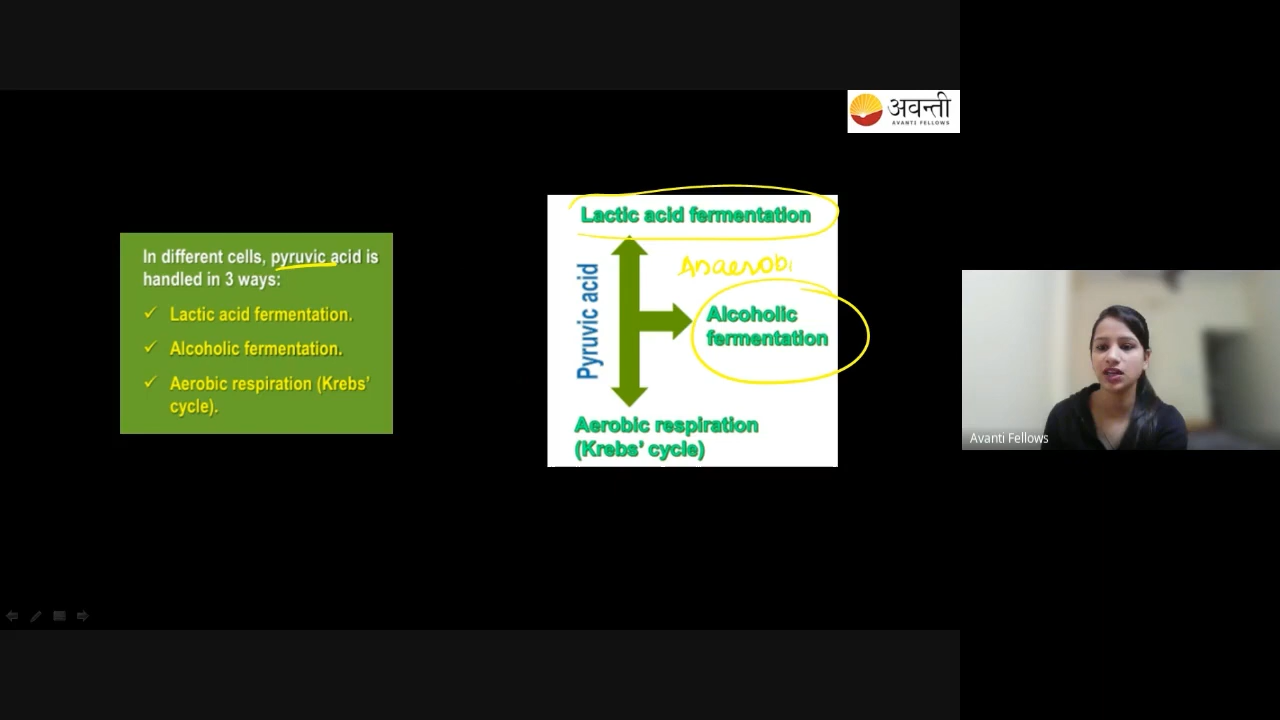 अवन्ती
AVANTI FELLOWS
In different cells, pyruvic acid is
handled in 3 ways:
✓ Lactic acid fermentation.
✓ Alcoholic fermentation.
✓ Aerobic respiration (Krebs'
cycle).
Lactic acid fermentation
Anaerobi
Pyruvic acid
Alcoholic
fermentation
Aerobic respiration
(Krebs' cycle)
Avanti Fellows